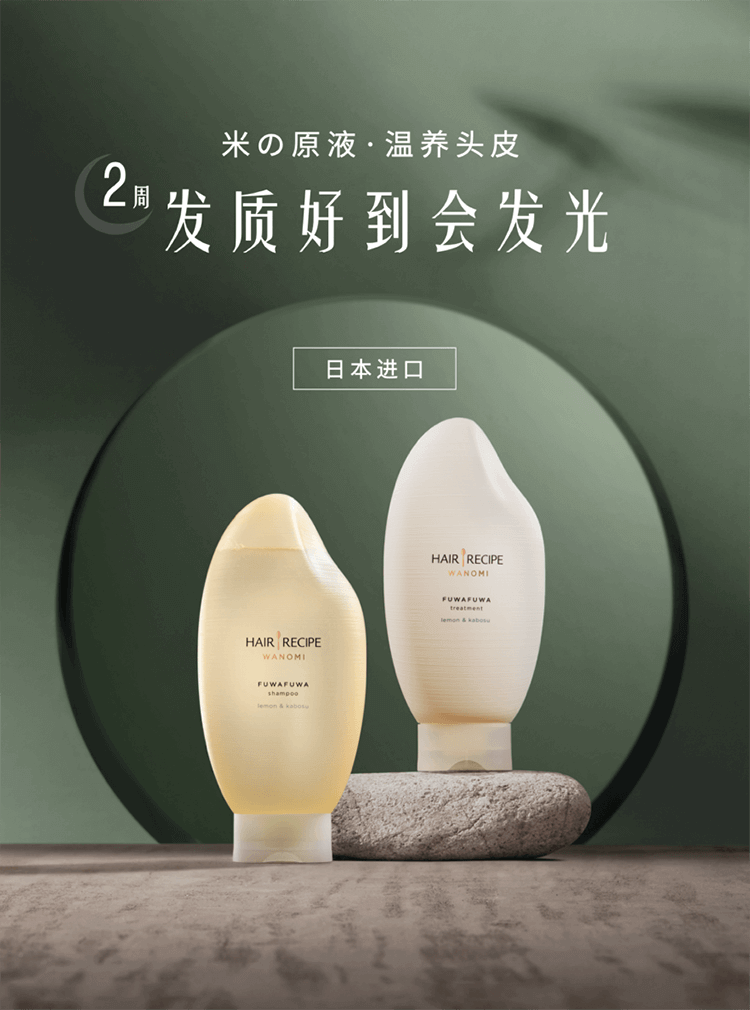 米の原液·温养头皮
2周
发质好到会发光
日本进口
HAIR RECIPE
WANOMI
FUWAFUWA
treatment
lemon & kabosu
HAIR RECIPE
WANOMI
FUWAFUWA
shampoo
lemon & kabosu